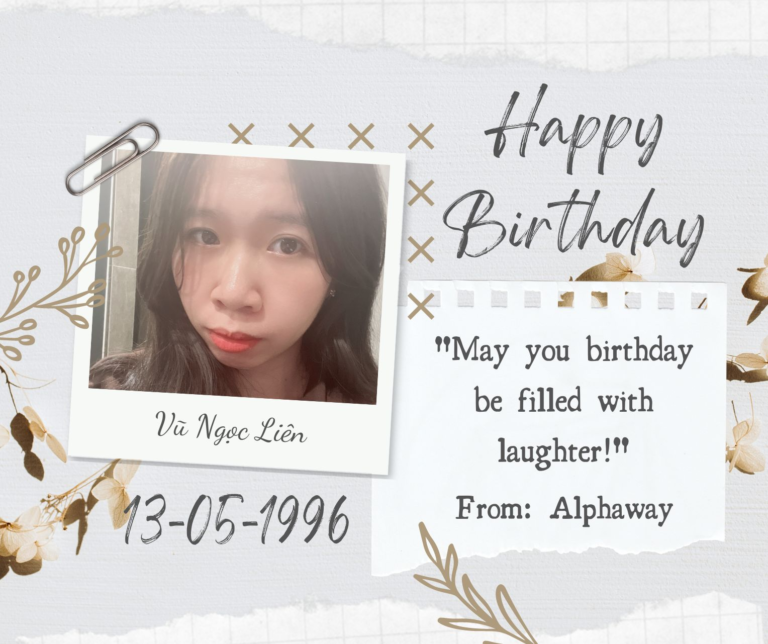 Happy
Birthday
Vũ Ngọc Liên
13-05-1996
"May you birthday
be filled with
laughter!"
From: Alphaway